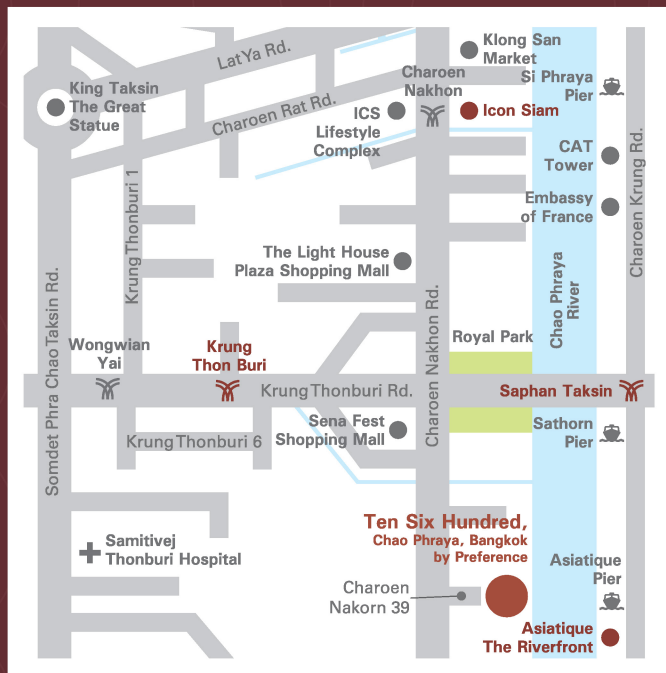 Lat Ya Rd.
Klong San
Market
Charoen
Nakhon
Si Phraya
Pier
King Taksin
The Great
Statue
Charoen Rat Rd.
ICS
Lifestyle
Complex
Icon Siam
CAT
Tower
Charoen Krung Rd.
Krung Thonburi 1
Embassy
of France
The Light House
Plaza Shopping Mall
Chao Phraya
River
Somdet Phra Chao Taksin Rd.
Charoen Nakhon Rd.
Wongwian
Yai
Krung
Thon Buri
Royal Park
Krung Thonburi Rd.
Saphan Taksin
Sena Fest
Shopping Mall
Sathorn
Pier
Krung Thonburi 6
Samitivej
Thonburi Hospital
Ten Six Hundred,
Chao Phraya, Bangkok
by Preference
Asiatique
Pier
Charoen
Nakorn 39
Asiatique
The Riverfront